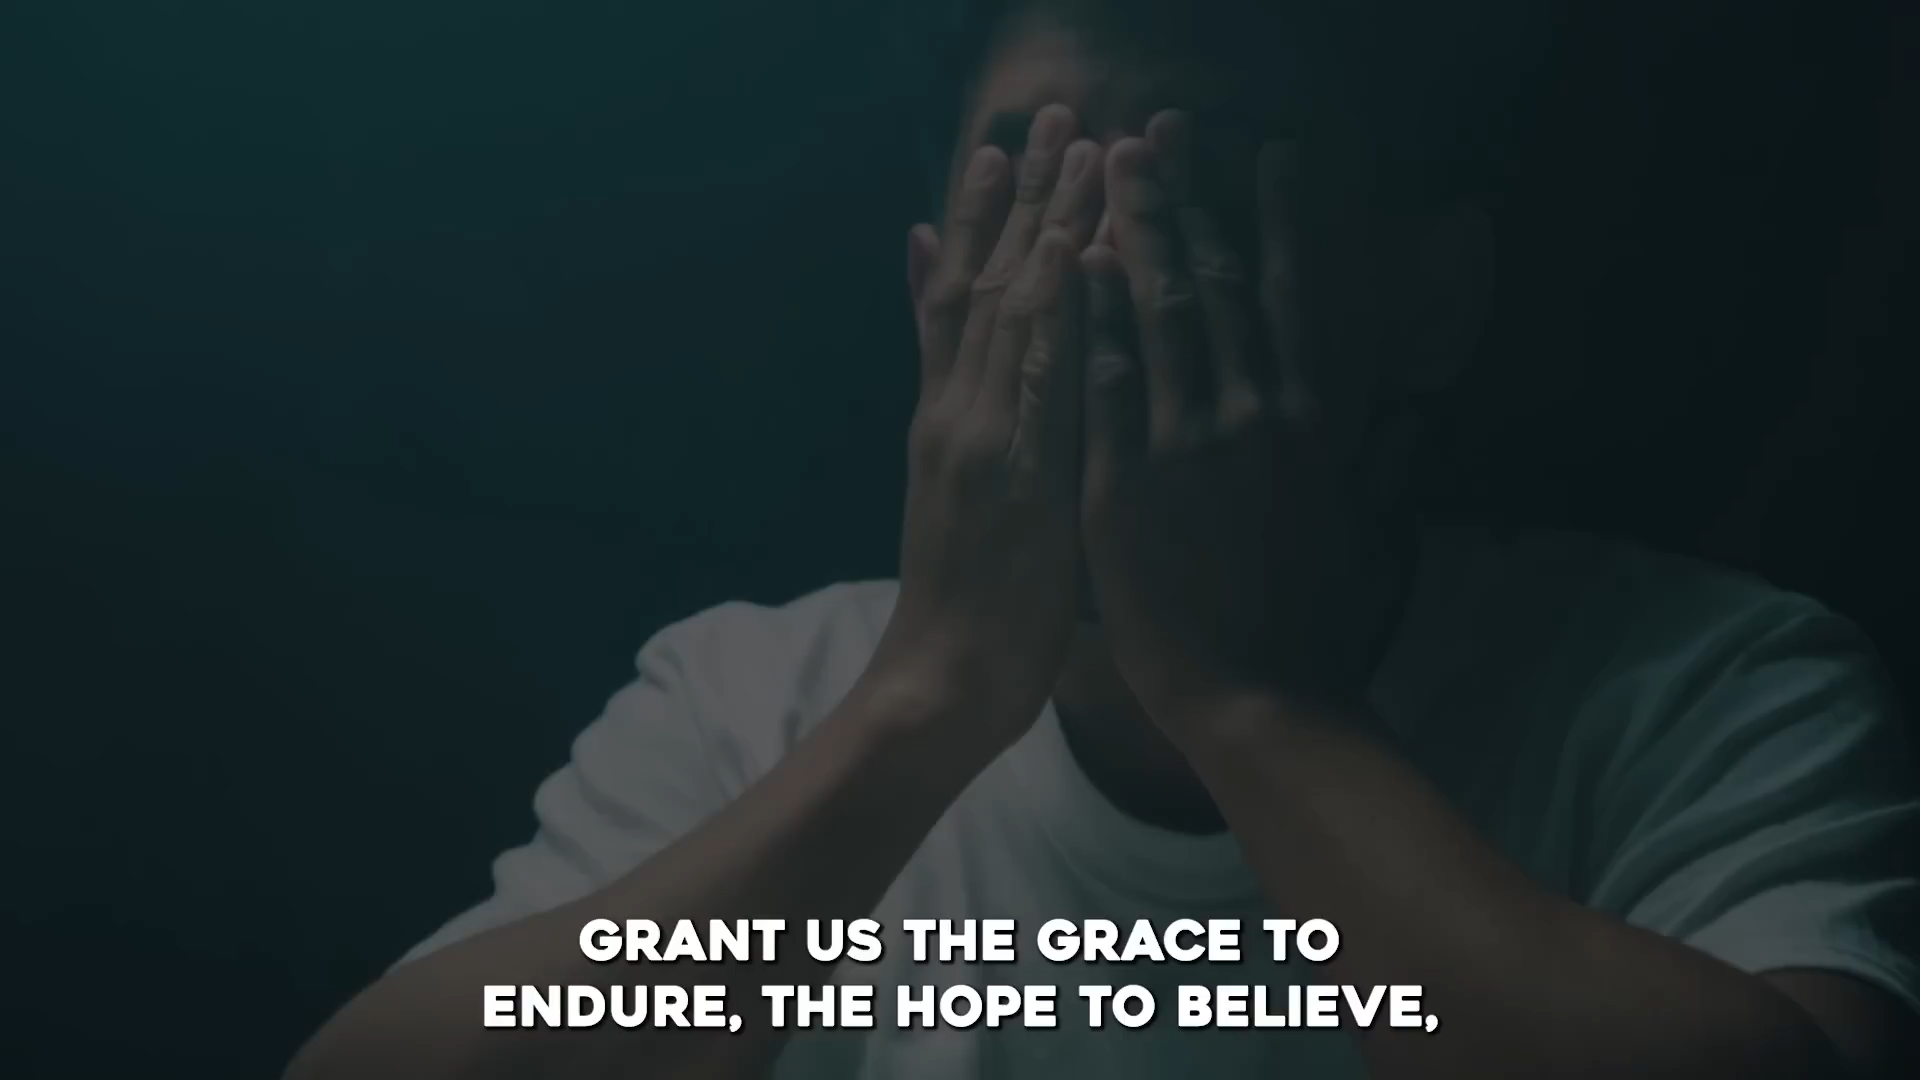 GRANT US THE GRACE TO
ENDURE, THE HOPE TO BELIEVE,